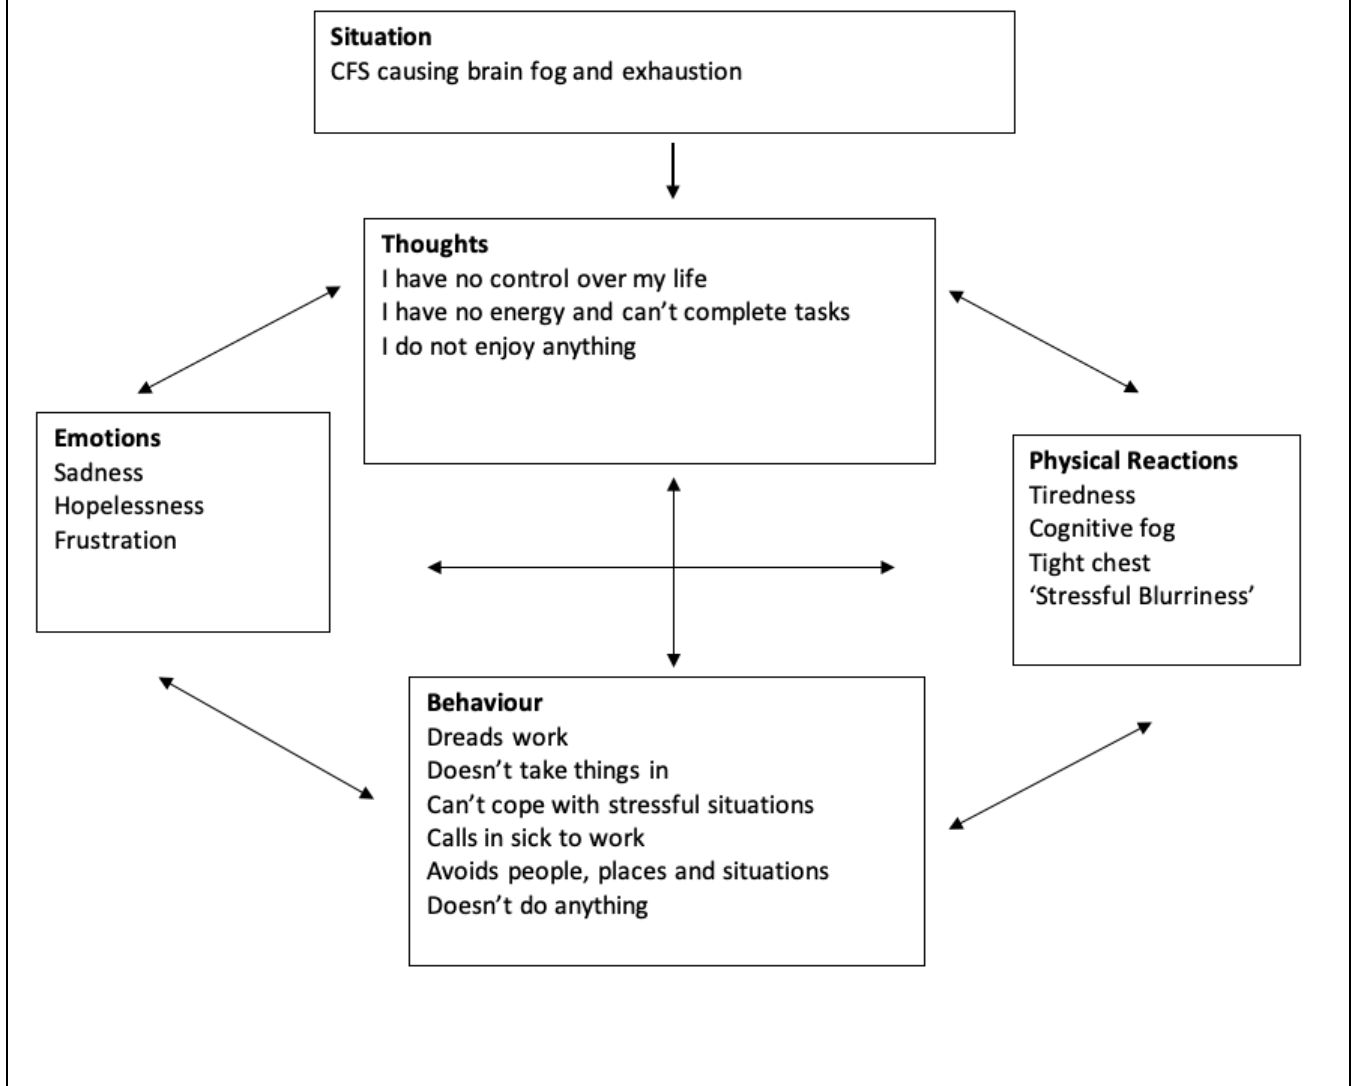 Situation
CFS causing brain fog and exhaustion
Thoughts
I have no control over my life
I have no energy and can’t complete tasks
I do not enjoy anything
Emotions
Sadness
Hopelessness
Frustration
Physical Reactions
Tiredness
Cognitive fog
Tight chest
‘Stressful Blurriness’
Behaviour
Dreads work
Doesn’t take things in
Can’t cope with stressful situations
Calls in sick to work
Avoids people, places and situations
Doesn’t do anything